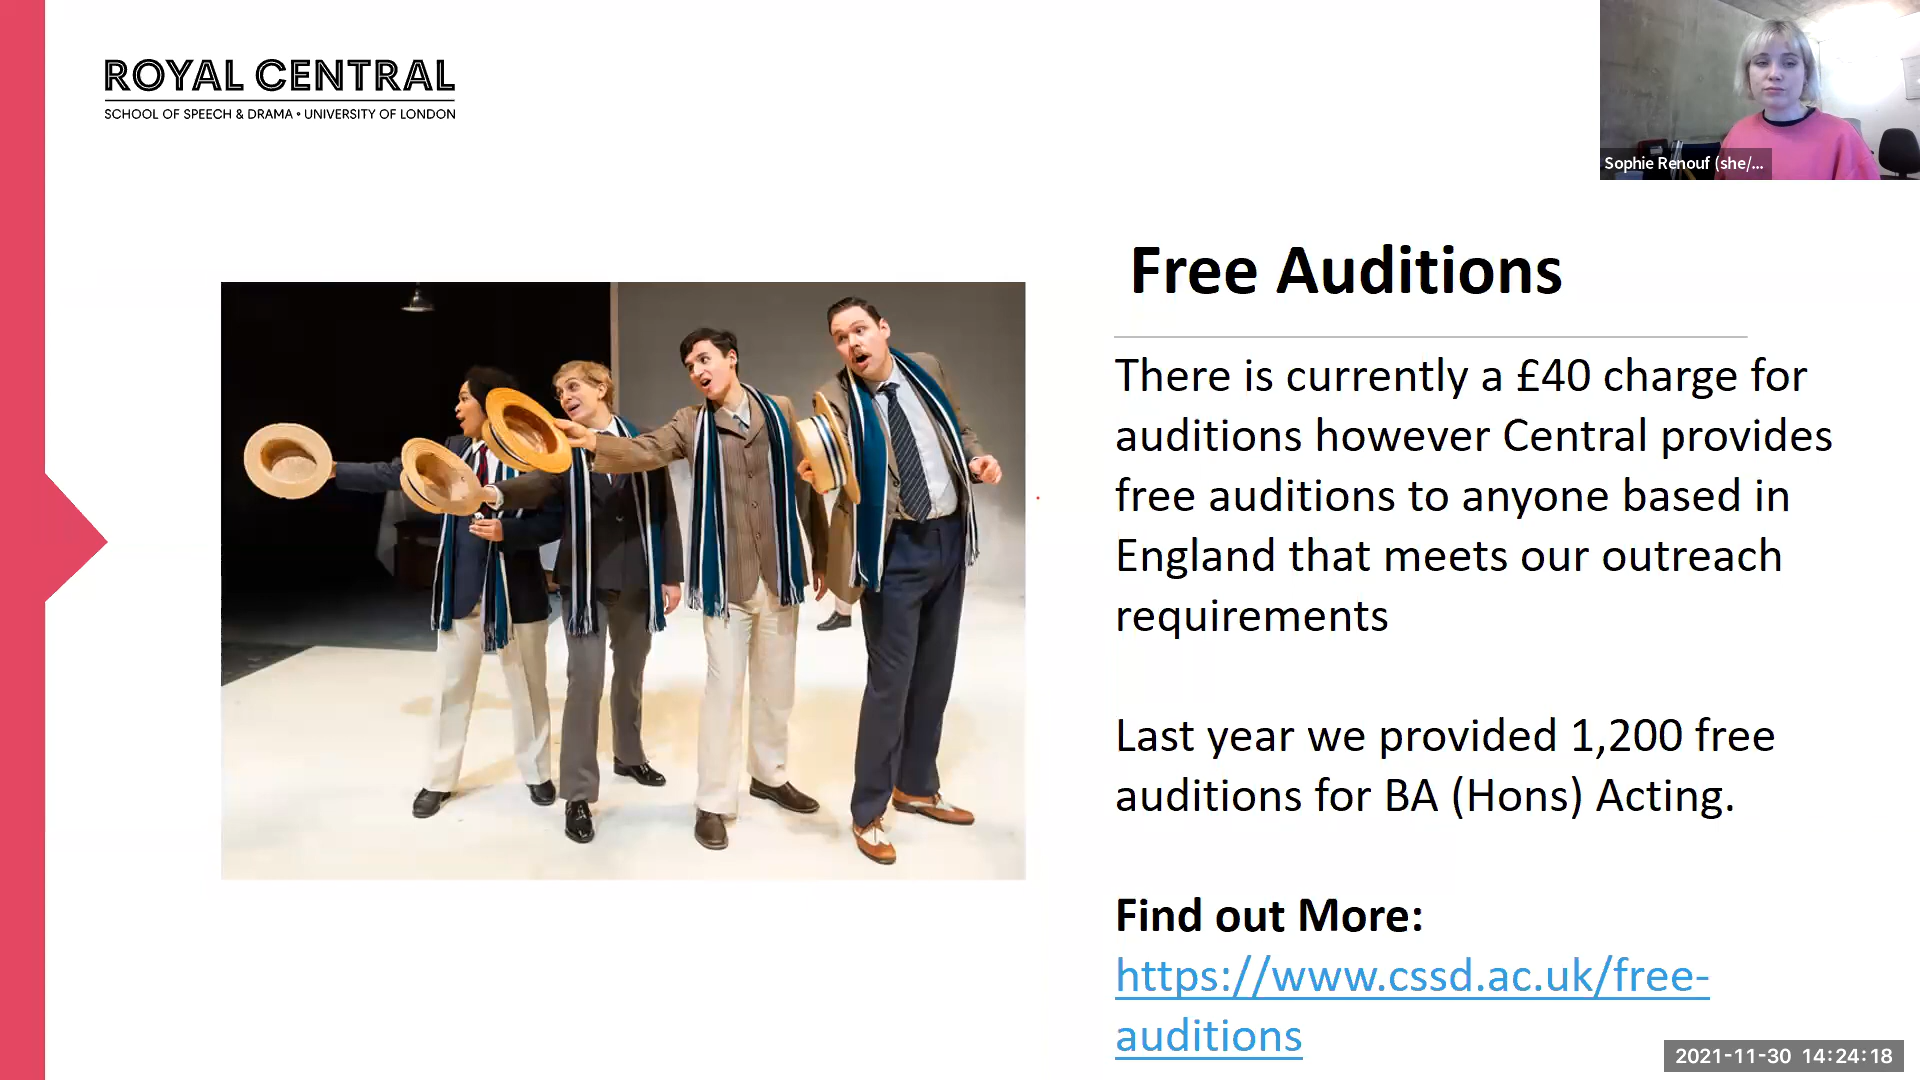 ROYAL CENTRAL
SCHOOL OF SPEECH & DRAMA • UNIVERSITY OF LONDON
Sophie Renouf (she/...
Free Auditions
There is currently a £40 charge for
auditions however Central provides
free auditions to anyone based in
England that meets our outreach
requirements
Last year we provided 1,200 free
auditions for BA (Hons) Acting.
Find out More:
https://www.cssd.ac.uk/free-
auditions
2021-11-30 14:24:18